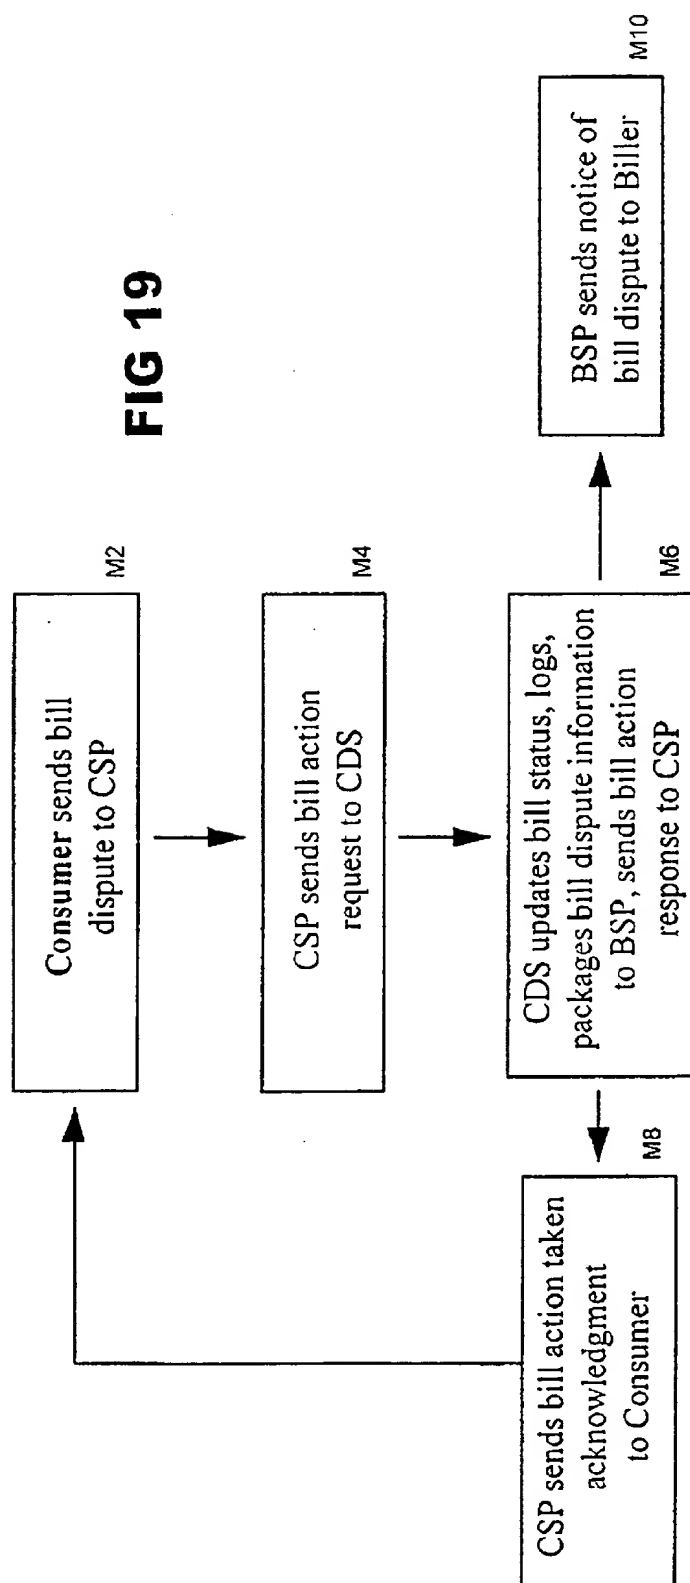 FIG 19
Consumer sends bill
dispute to CSP
M2
CSP sends bill action
request to CDS
M4
CDS updates bill status, logs,
packages bill dispute information
to BSP, sends bill action
response to CSP
M6
CSP sends bill action taken
acknowledgment
to Consumer
M8
BSP sends notice of
bill dispute to Biller
M10